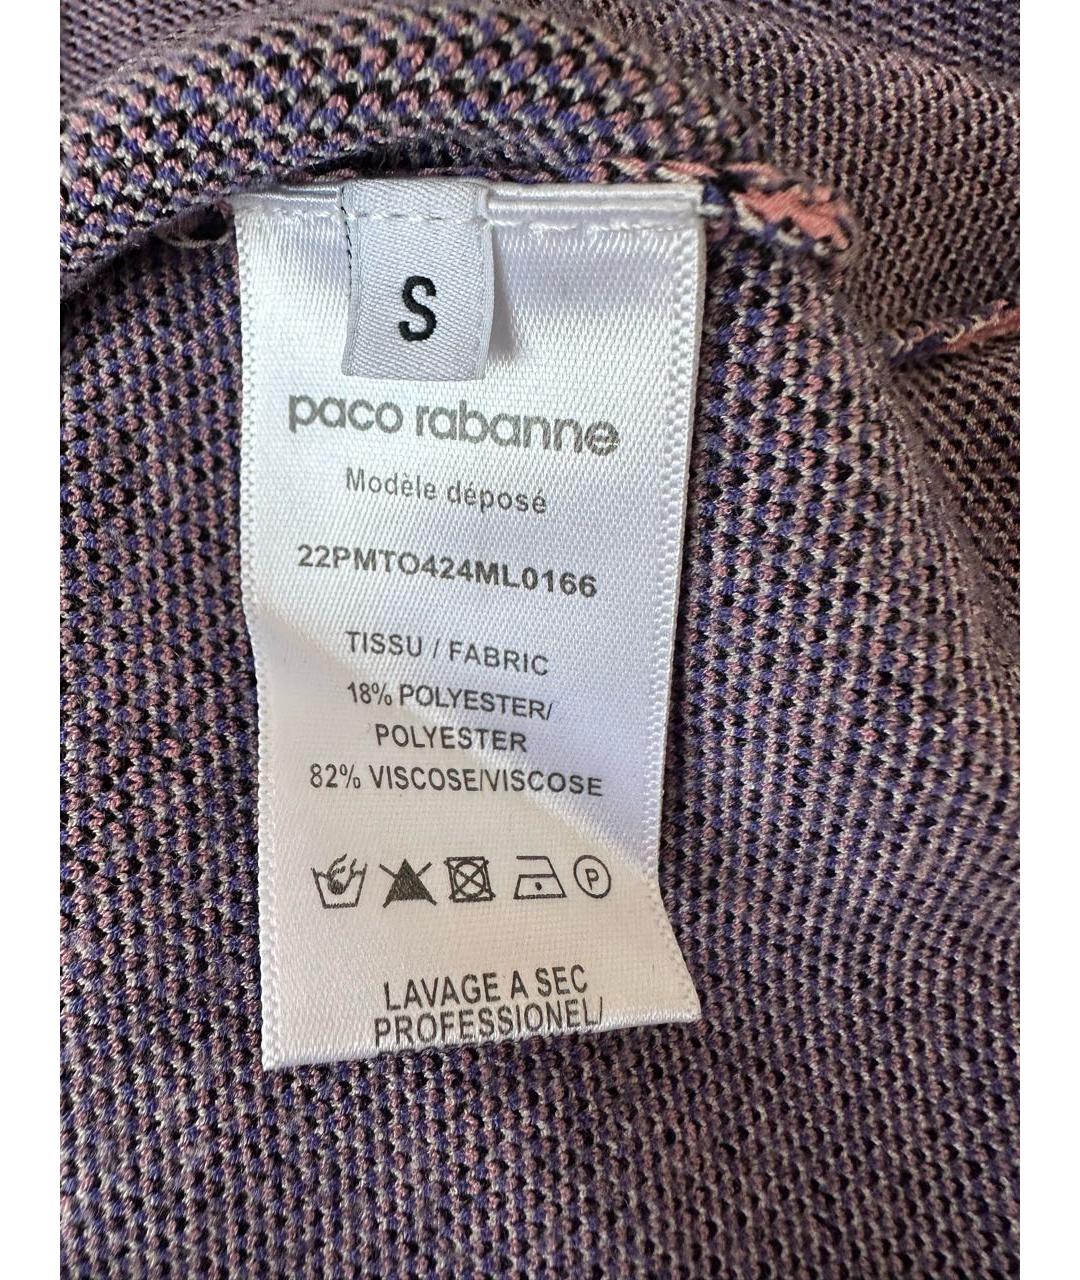 S
paco rabanne
Modèle déposé
22PMTO424ML0166
TISSU / FABRIC
18% POLYESTER/
POLYESTER
82% VISCOSE/VISCOSE
P
LAVAGE A SEC
PROFESSIONEL/